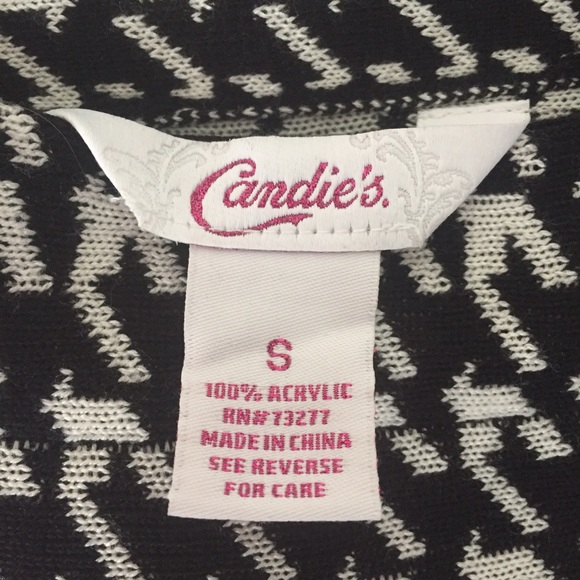 Candie's.
S
100% ACRYLIC
RN#73277
MADE IN CHINA
SEE REVERSE
FOR CARE